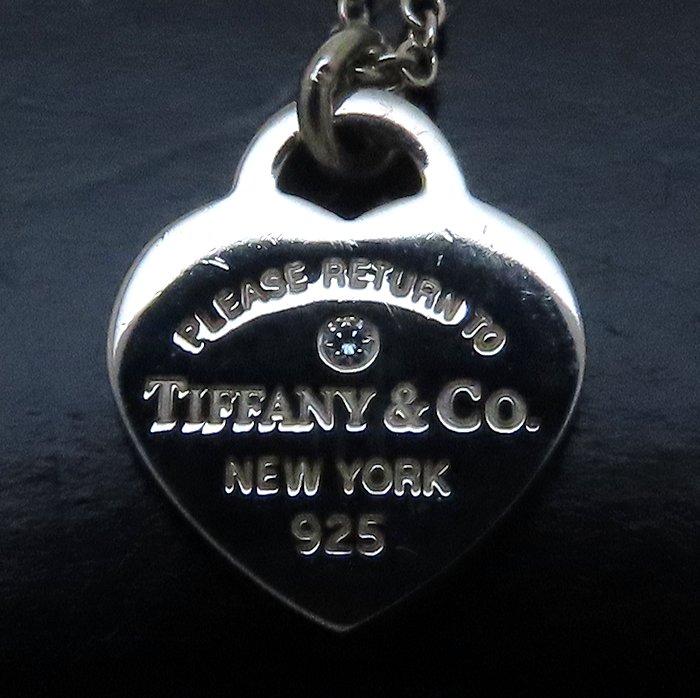 PLEASE RETURN TO
TIFFANY & CO.
NEW YORK
925